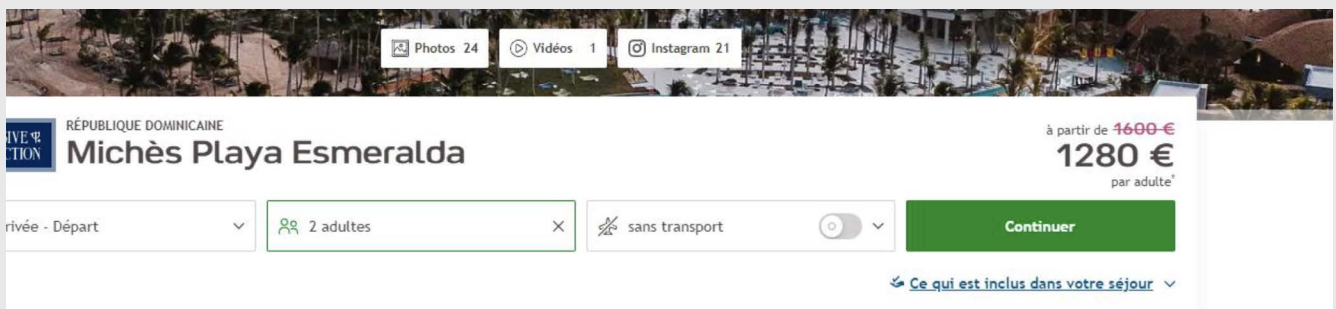 Photos 24
Vidéos 1
Instagram 21
RÉPUBLIQUE DOMINICAINE
Michès Playa Esmeralda
à partir de 1600 €
1280 €
par adulte*
Départ
2 adultes
sans transport
Continuer
Ce qui est inclus dans votre séjour